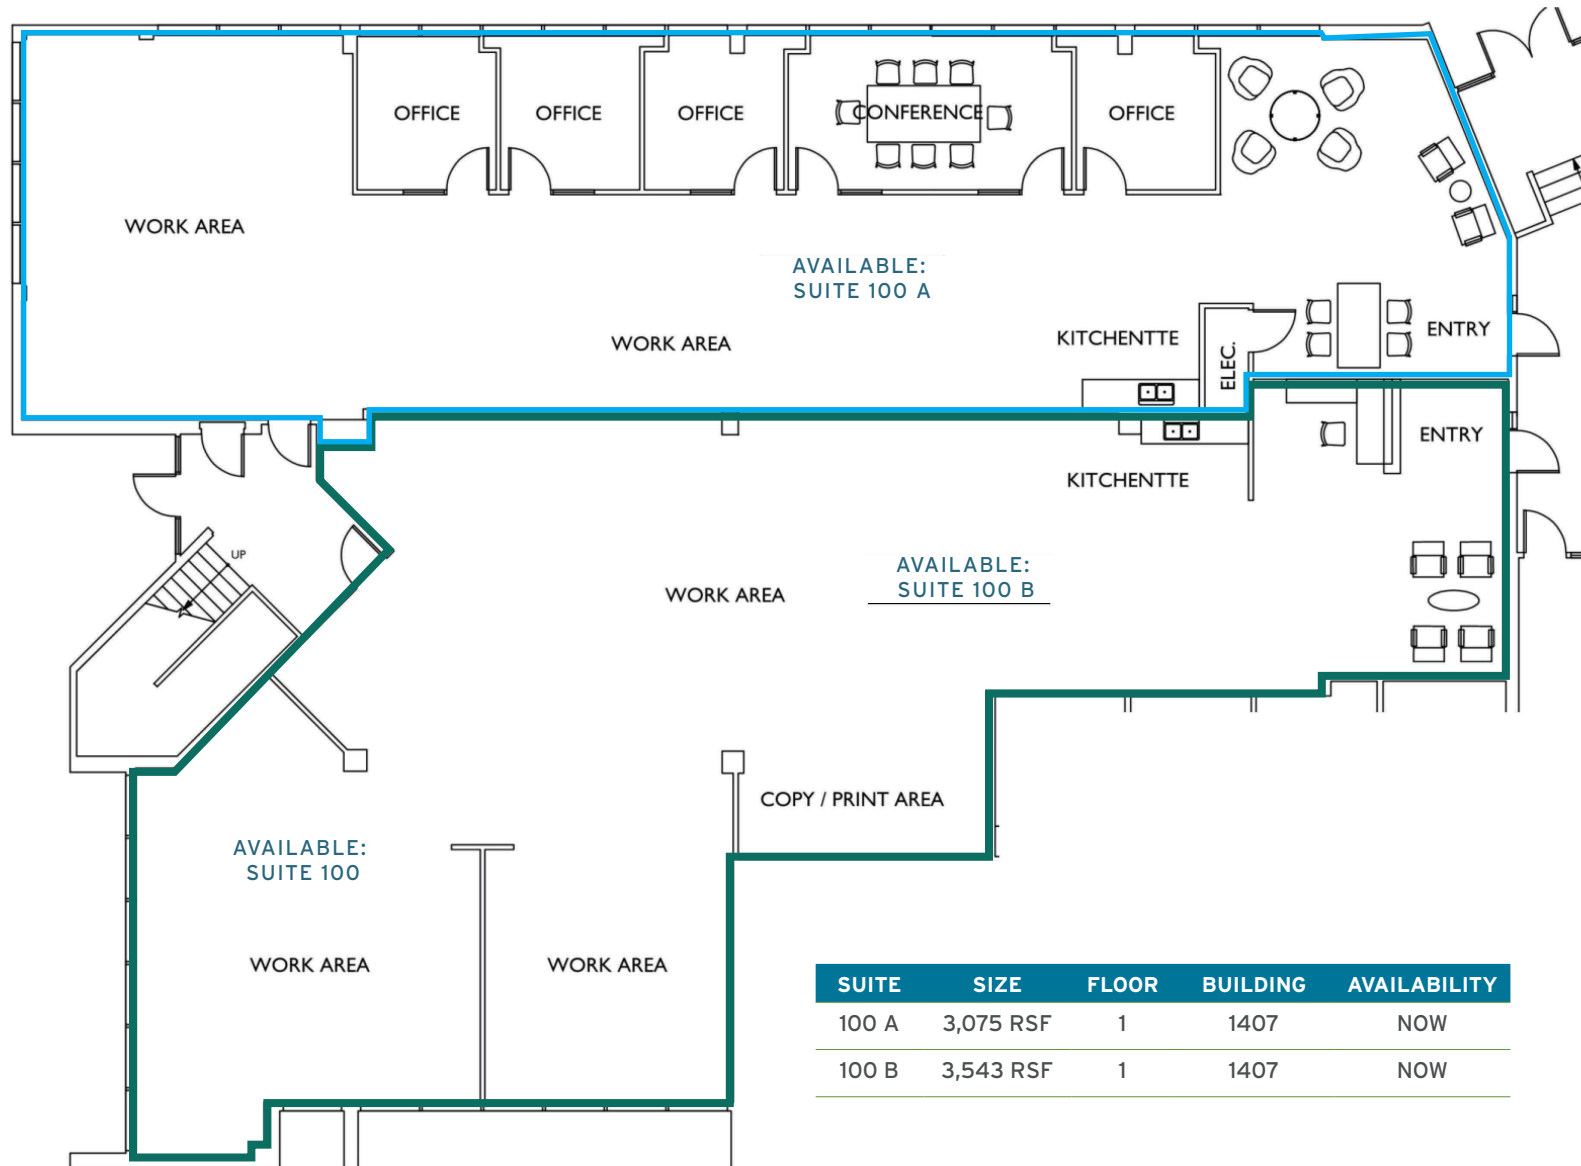 OFFICE
OFFICE
OFFICE
CONFERENCE
OFFICE
WORK AREA
AVAILABLE:
SUITE 100 A
WORK AREA
KITCHENTTE
ELEC.
ENTRY
ENTRY
KITCHENTTE
UP
AVAILABLE:
SUITE 100 B
WORK AREA
COPY / PRINT AREA
AVAILABLE:
SUITE 100
WORK AREA
WORK AREA
SUITE SIZE FLOOR BUILDING AVAILABILITY
100 A 3,075 RSF 1 1407 NOW
100 B 3,543 RSF 1 1407 NOW